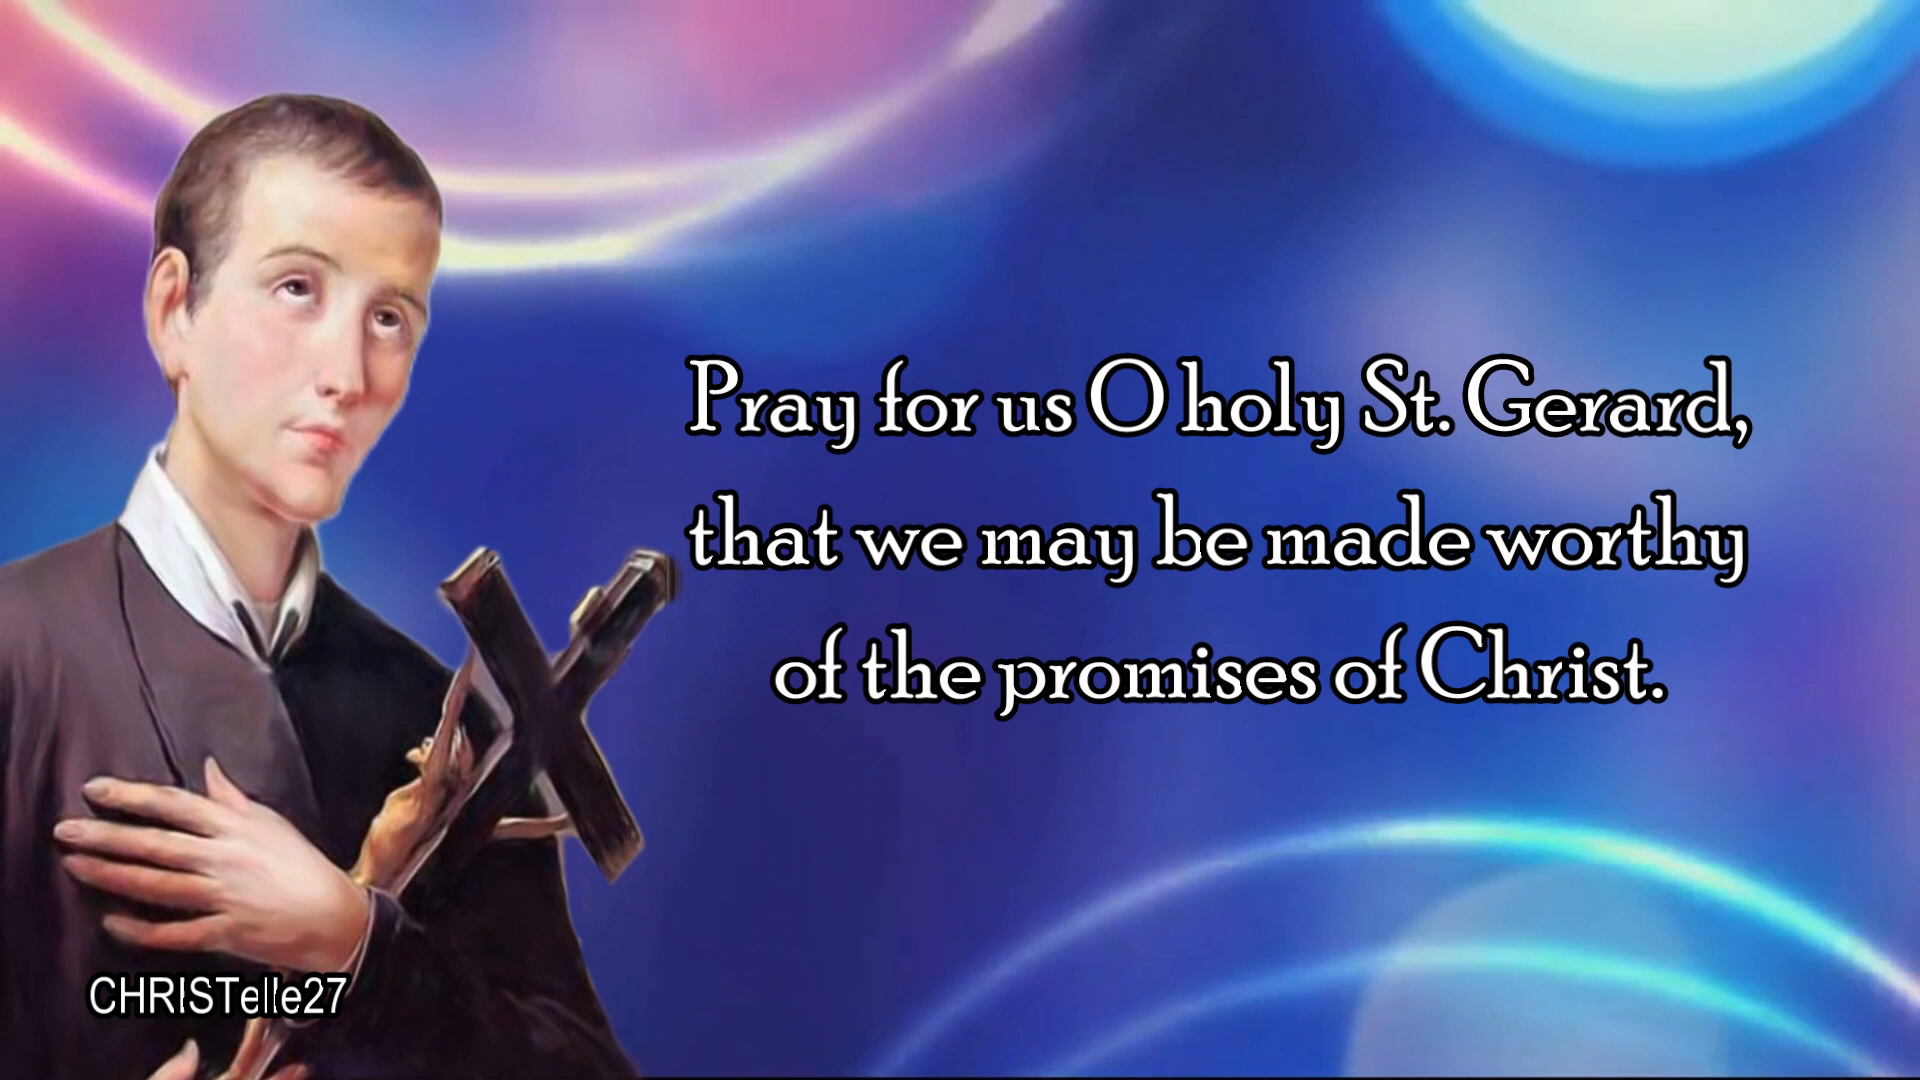 Pray for us O holy St. Gerard,
that we may be made worthy
of the promises of Christ.
CHRISTelle27